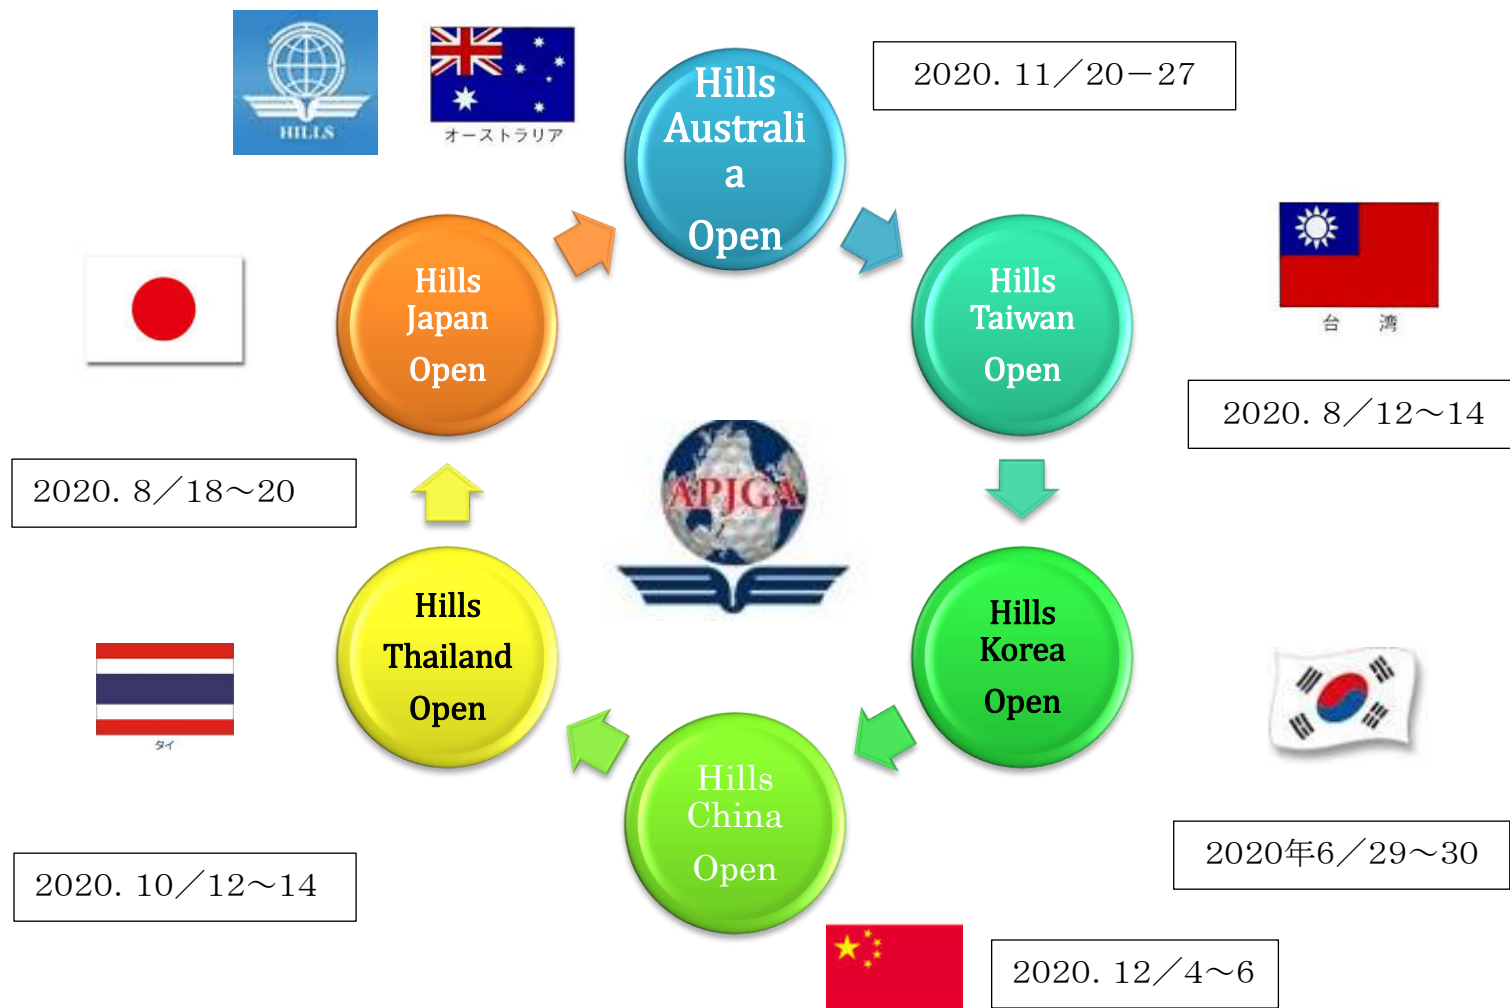 HILLS
オーストラリア
Hills
Australi
a
Open
2020. 11／20－27
Hills
Japan
Open
Hills
Taiwan
Open
台　湾
2020. 8／12～14
2020. 8／18～20
APJGA
Hills
Thailand
Open
Hills
Korea
Open
タイ
Hills
China
Open
2020年6／29～30
2020. 10／12～14
2020. 12／4～6